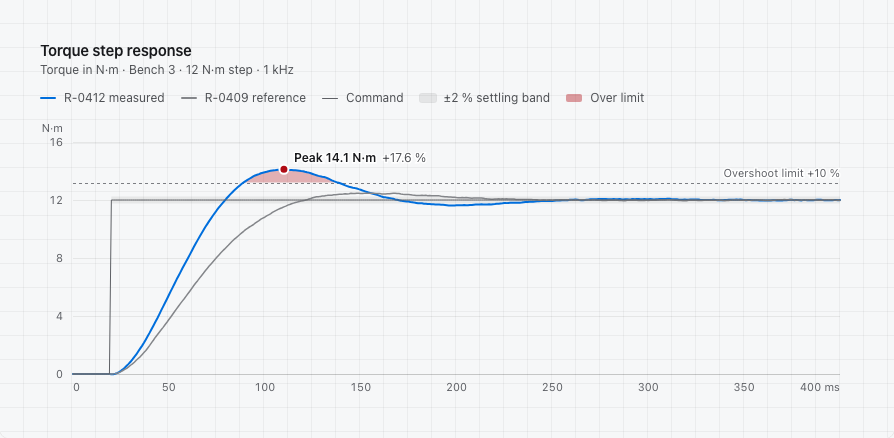 Torque step response
Torque in N·m · Bench 3 · 12 N·m step · 1 kHz
R-0412 measured R-0409 reference Command ±2 % settling band Over limit
N·m
16
Peak 14.1 N·m +17.6 %
Overshoot limit +10 %
12
8
4
0
0 50 100 150 200 250 300 350 400 ms